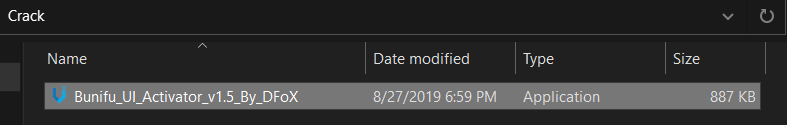 Crack
Name Date modified Type Size
Bunifu_UI_Activator_v1.5_By_DFoX 8/27/2019 6:59 PM Application 887 KB